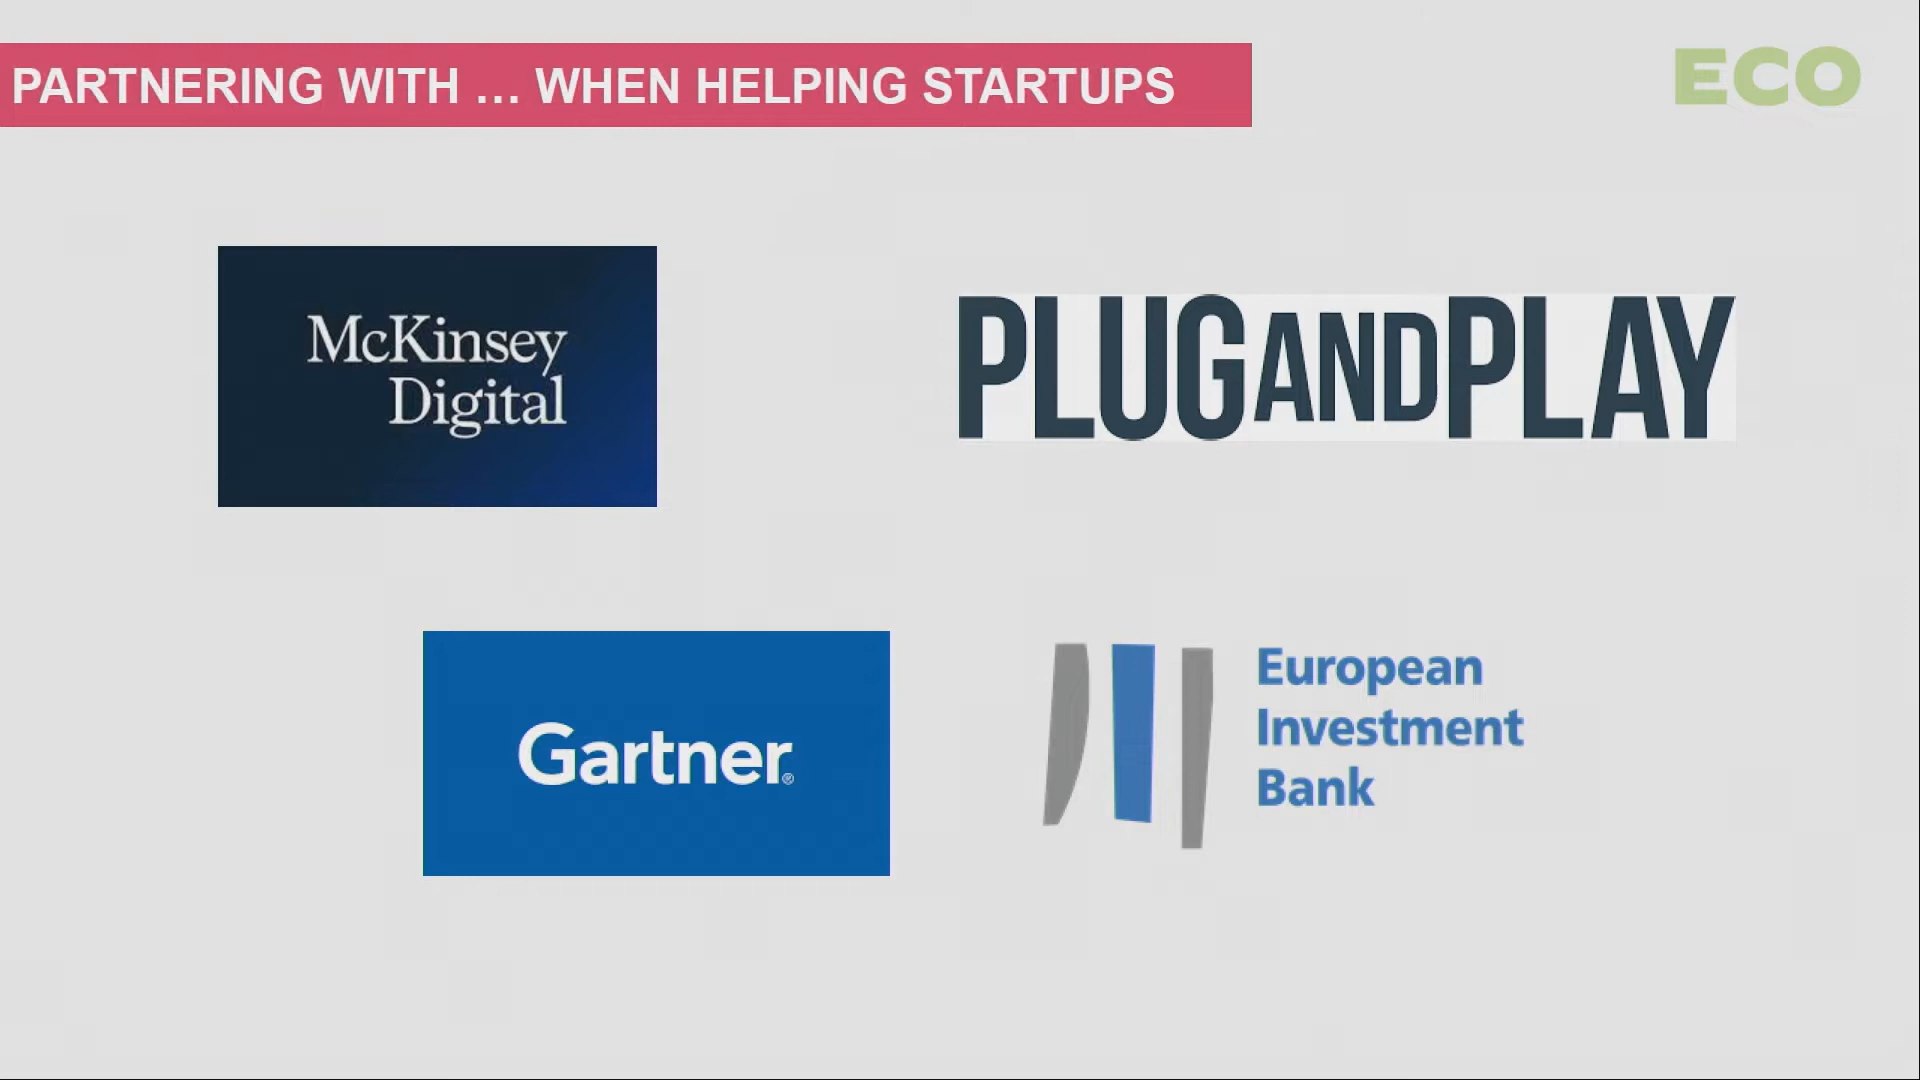 PARTNERING WITH ... WHEN HELPING STARTUPS
ECO
McKinsey
Digital
PLUGANDPLAY
Gartner®
European
Investment
Bank